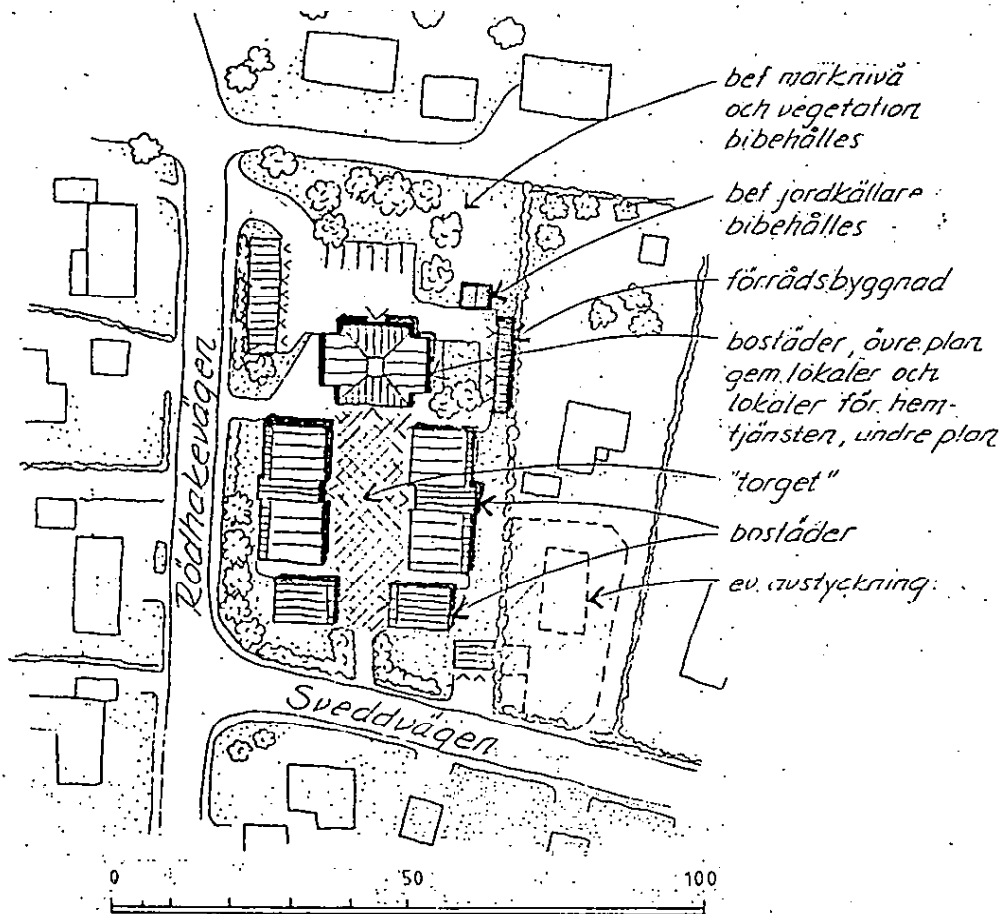 bef marknivå
och vegetation
bibehålles
bef jordkällare
bibehålles
förrådsbyggnad
bostäder, övre plan
gem. lokaler och
lokaler för hem-
tjänsten, undre plan
"torget"
bostäder
ev. avstyckning
Rödhakevägen
Sveddvägen
0 50 100